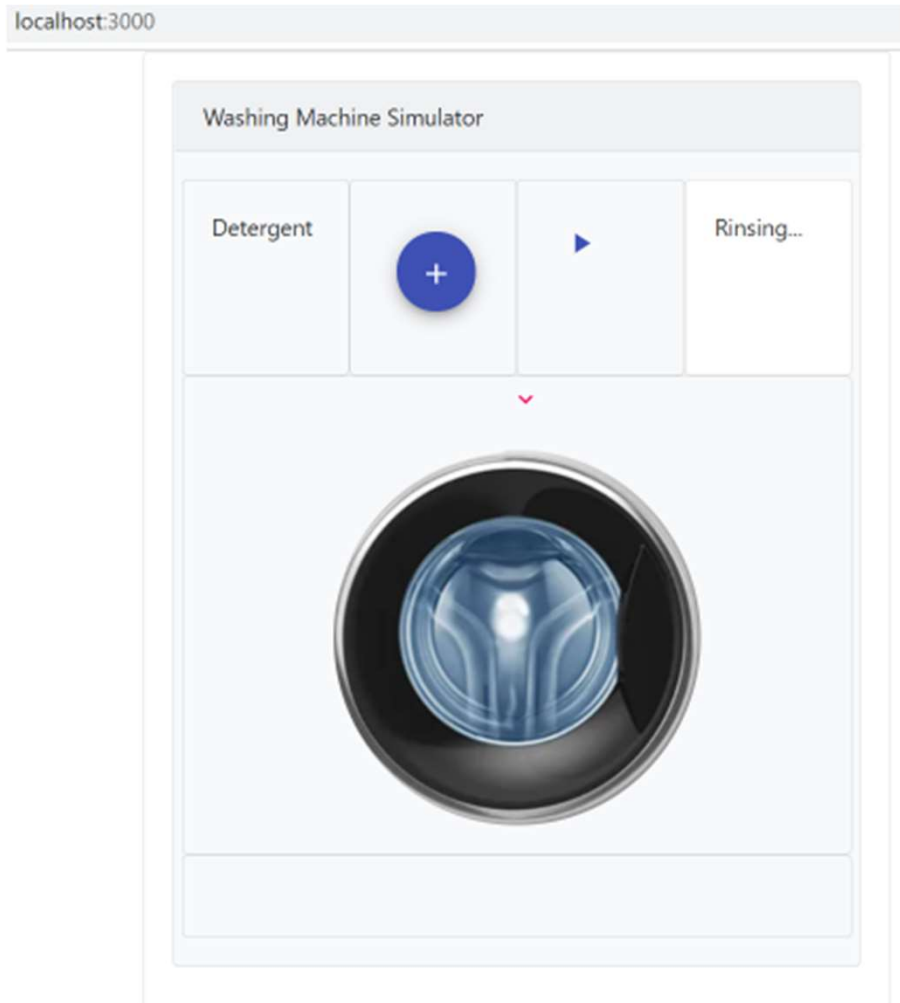 localhost:3000
Washing Machine Simulator
Detergent
+
Rinsing...